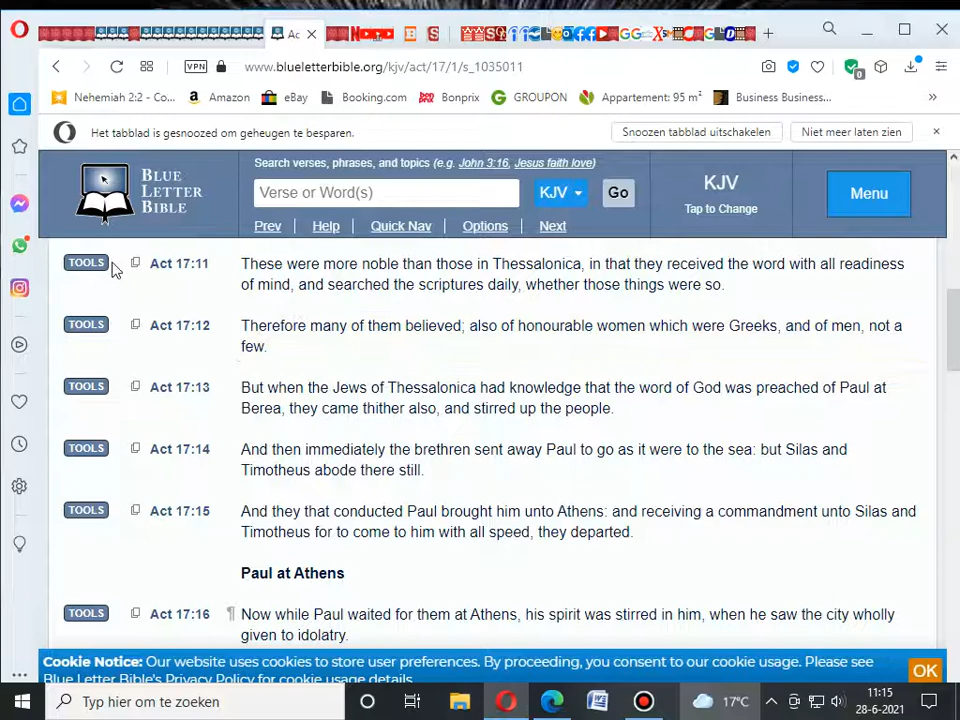 Ac
www.blueletterbible.org/kjv/act/17/1/s_1035011
VPN
0
Nehemiah 2:2 - Co...
Amazon
eBay
Booking.com
bon prix
Bonprix
GROUPON
Appartement: 95 m²
Business Business...
Het tabblad is gesnoozed om geheugen te besparen.
Snoozen tabblad uitschakelen
Niet meer laten zien
BLUE
LETTER
BIBLE
Search verses, phrases, and topics (e.g. John 3:16, Jesus faith love)
Verse or Word(s)
KJV
Go
Prev
Help
Quick Nav
Options
Next
KJV
Tap to Change
Menu
TOOLS Act 17:11 These were more noble than those in Thessalonica, in that they received the word with all readiness
of mind, and searched the scriptures daily, whether those things were so.
TOOLS Act 17:12 Therefore many of them believed; also of honourable women which were Greeks, and of men, not a
few.
TOOLS Act 17:13 But when the Jews of Thessalonica had knowledge that the word of God was preached of Paul at
Berea, they came thither also, and stirred up the people.
TOOLS Act 17:14 And then immediately the brethren sent away Paul to go as it were to the sea: but Silas and
Timotheus abode there still.
TOOLS Act 17:15 And they that conducted Paul brought him unto Athens: and receiving a commandment unto Silas and
Timotheus for to come to him with all speed, they departed.
Paul at Athens
TOOLS Act 17:16 ¶ Now while Paul waited for them at Athens, his spirit was stirred in him, when he saw the city wholly
given to idolatry.
Cookie Notice: Our website uses cookies to store user preferences. By proceeding, you consent to our cookie usage. Please see
Blue Letter Bible's Privacy Policy for cookie usage details.
OK
Typ hier om te zoeken
17°C
11:15
28-6-2021